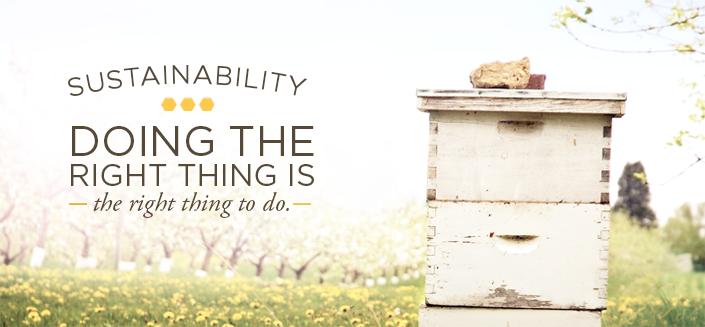 SUSTAINABILITY
DOING THE
RIGHT THING IS
the right thing to do.